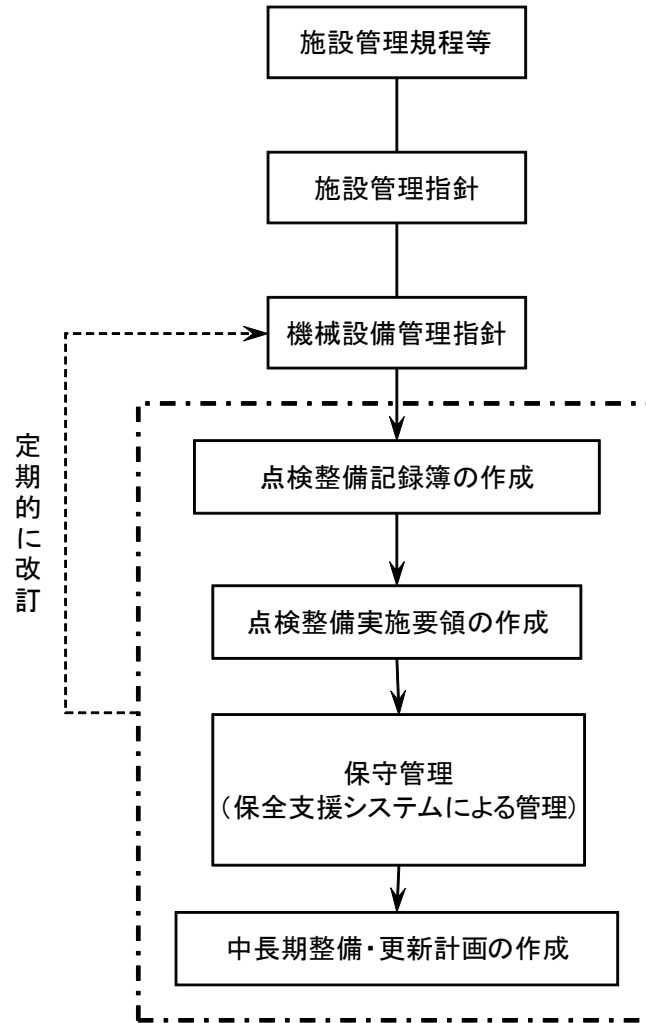 施設管理規程等
施設管理指針
機械設備管理指針
定期的に改訂
点検整備記録簿の作成
点検整備実施要領の作成
保守管理
（保全支援システムによる管理）
中長期整備・更新計画の作成